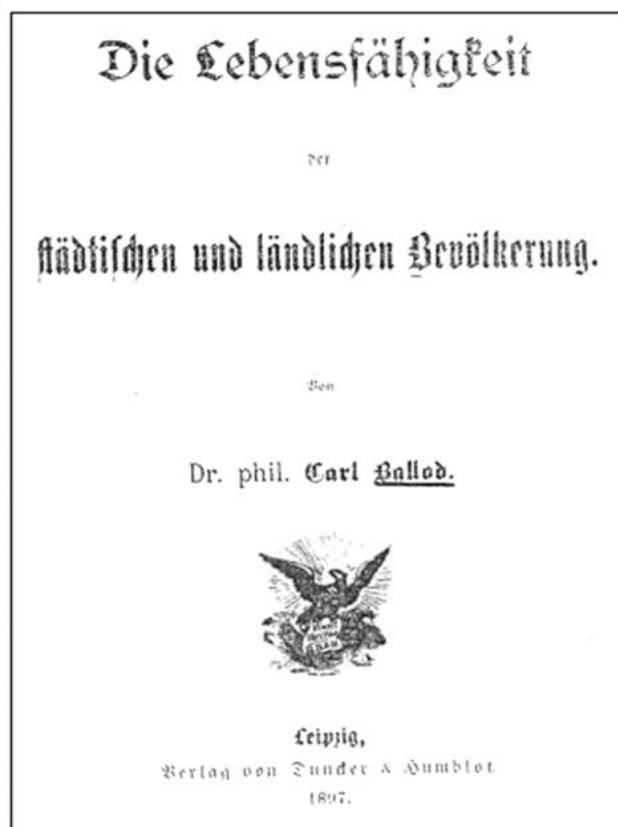 Die Lebensfähigkeit
der
städtischen und ländlichen Bevölkerung.
Von
Dr. phil. Carl Ballod.
Leipzig,
Verlag von Duncker & Humblot
1897.